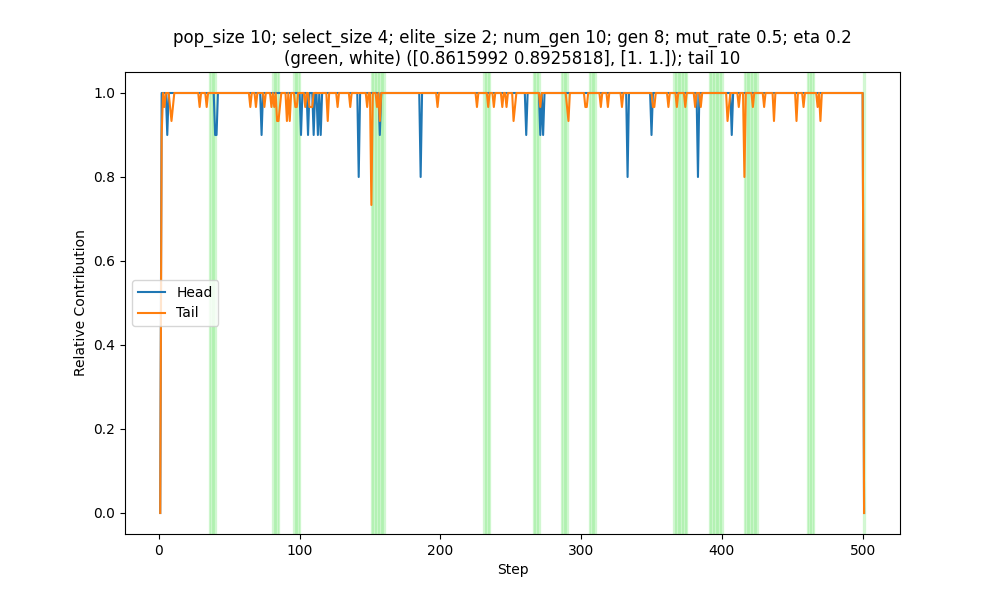 pop_size 10; select_size 4; elite_size 2; num_gen 10; gen 8; mut_rate 0.5; eta 0.2
(green, white) ([0.8615992 0.8925818], [1. 1.]); tail 10
1.0
0.8
0.6
0.4
0.2
0.0
Relative Contribution
Head
Tail
0
100
200
300
400
500
Step